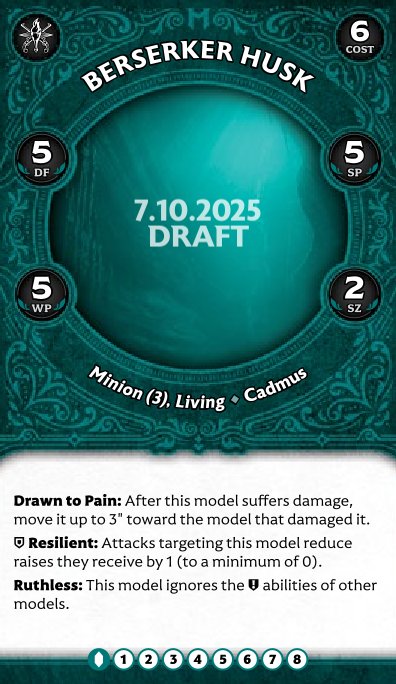 BERSERKER HUSK
6
COST
5
DF
5
SP
7.10.2025
DRAFT
5
WP
2
SZ
Minion (3), Living ◆ Cadmus
Drawn to Pain: After this model suffers damage,
move it up to 3" toward the model that damaged it.
Resilient: Attacks targeting this model reduce
raises they receive by 1 (to a minimum of 0).
Ruthless: This model ignores the abilities of other
models.
1 2 3 4 5 6 7 8